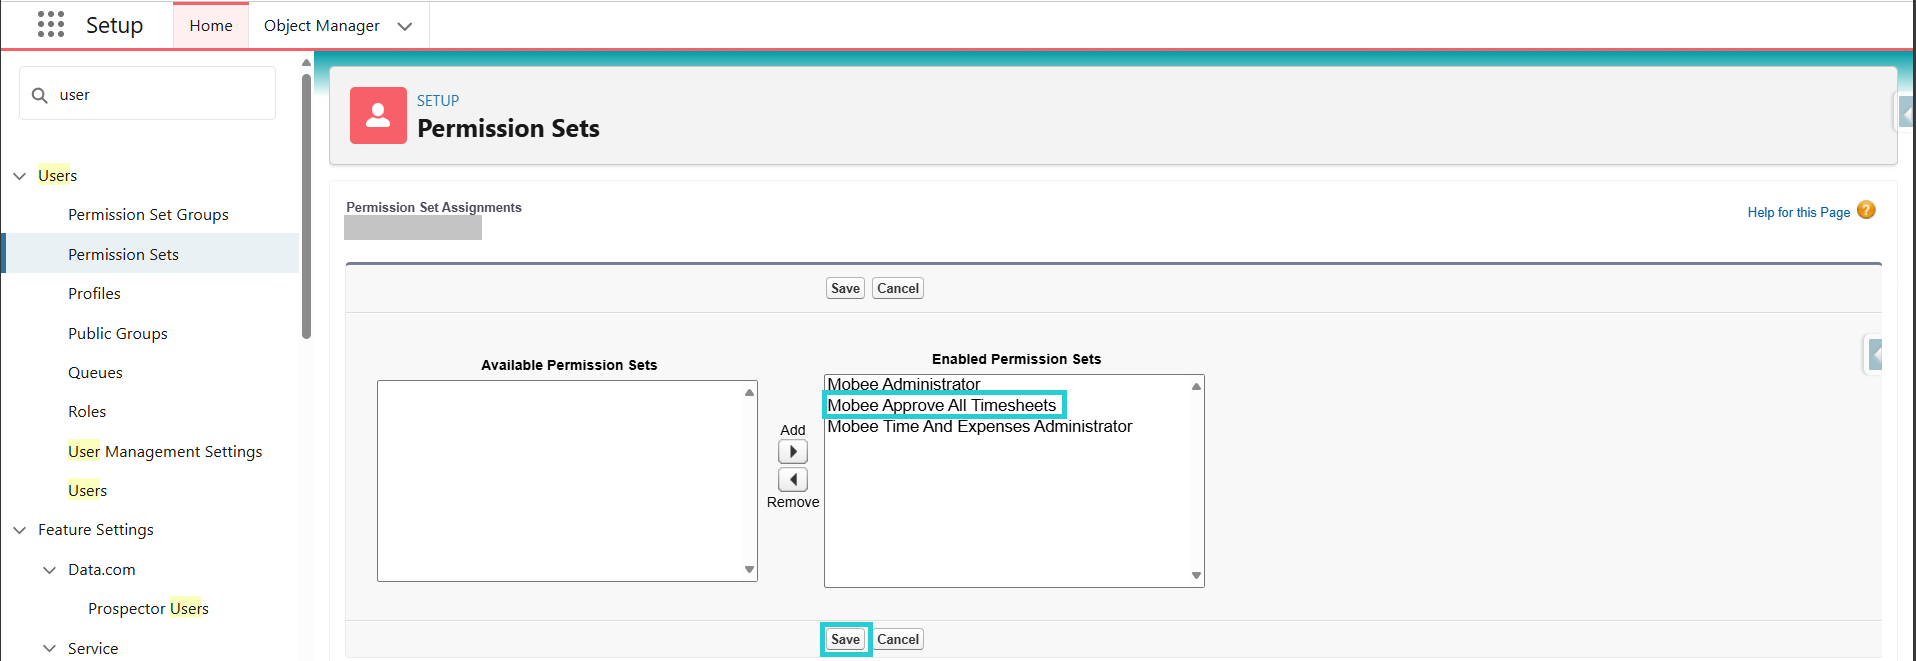 Setup
Home
Object Manager
user
Users
Permission Set Groups
Permission Sets
Profiles
Public Groups
Queues
Roles
User Management Settings
Users
Feature Settings
Data.com
Prospector Users
Service
SETUP
Permission Sets
Permission Set Assignments
Help for this Page ?
Save Cancel
Available Permission Sets
Add
Remove
Enabled Permission Sets
Mobee Administrator
Mobee Approve All Timesheets
Mobee Time And Expenses Administrator
Save Cancel